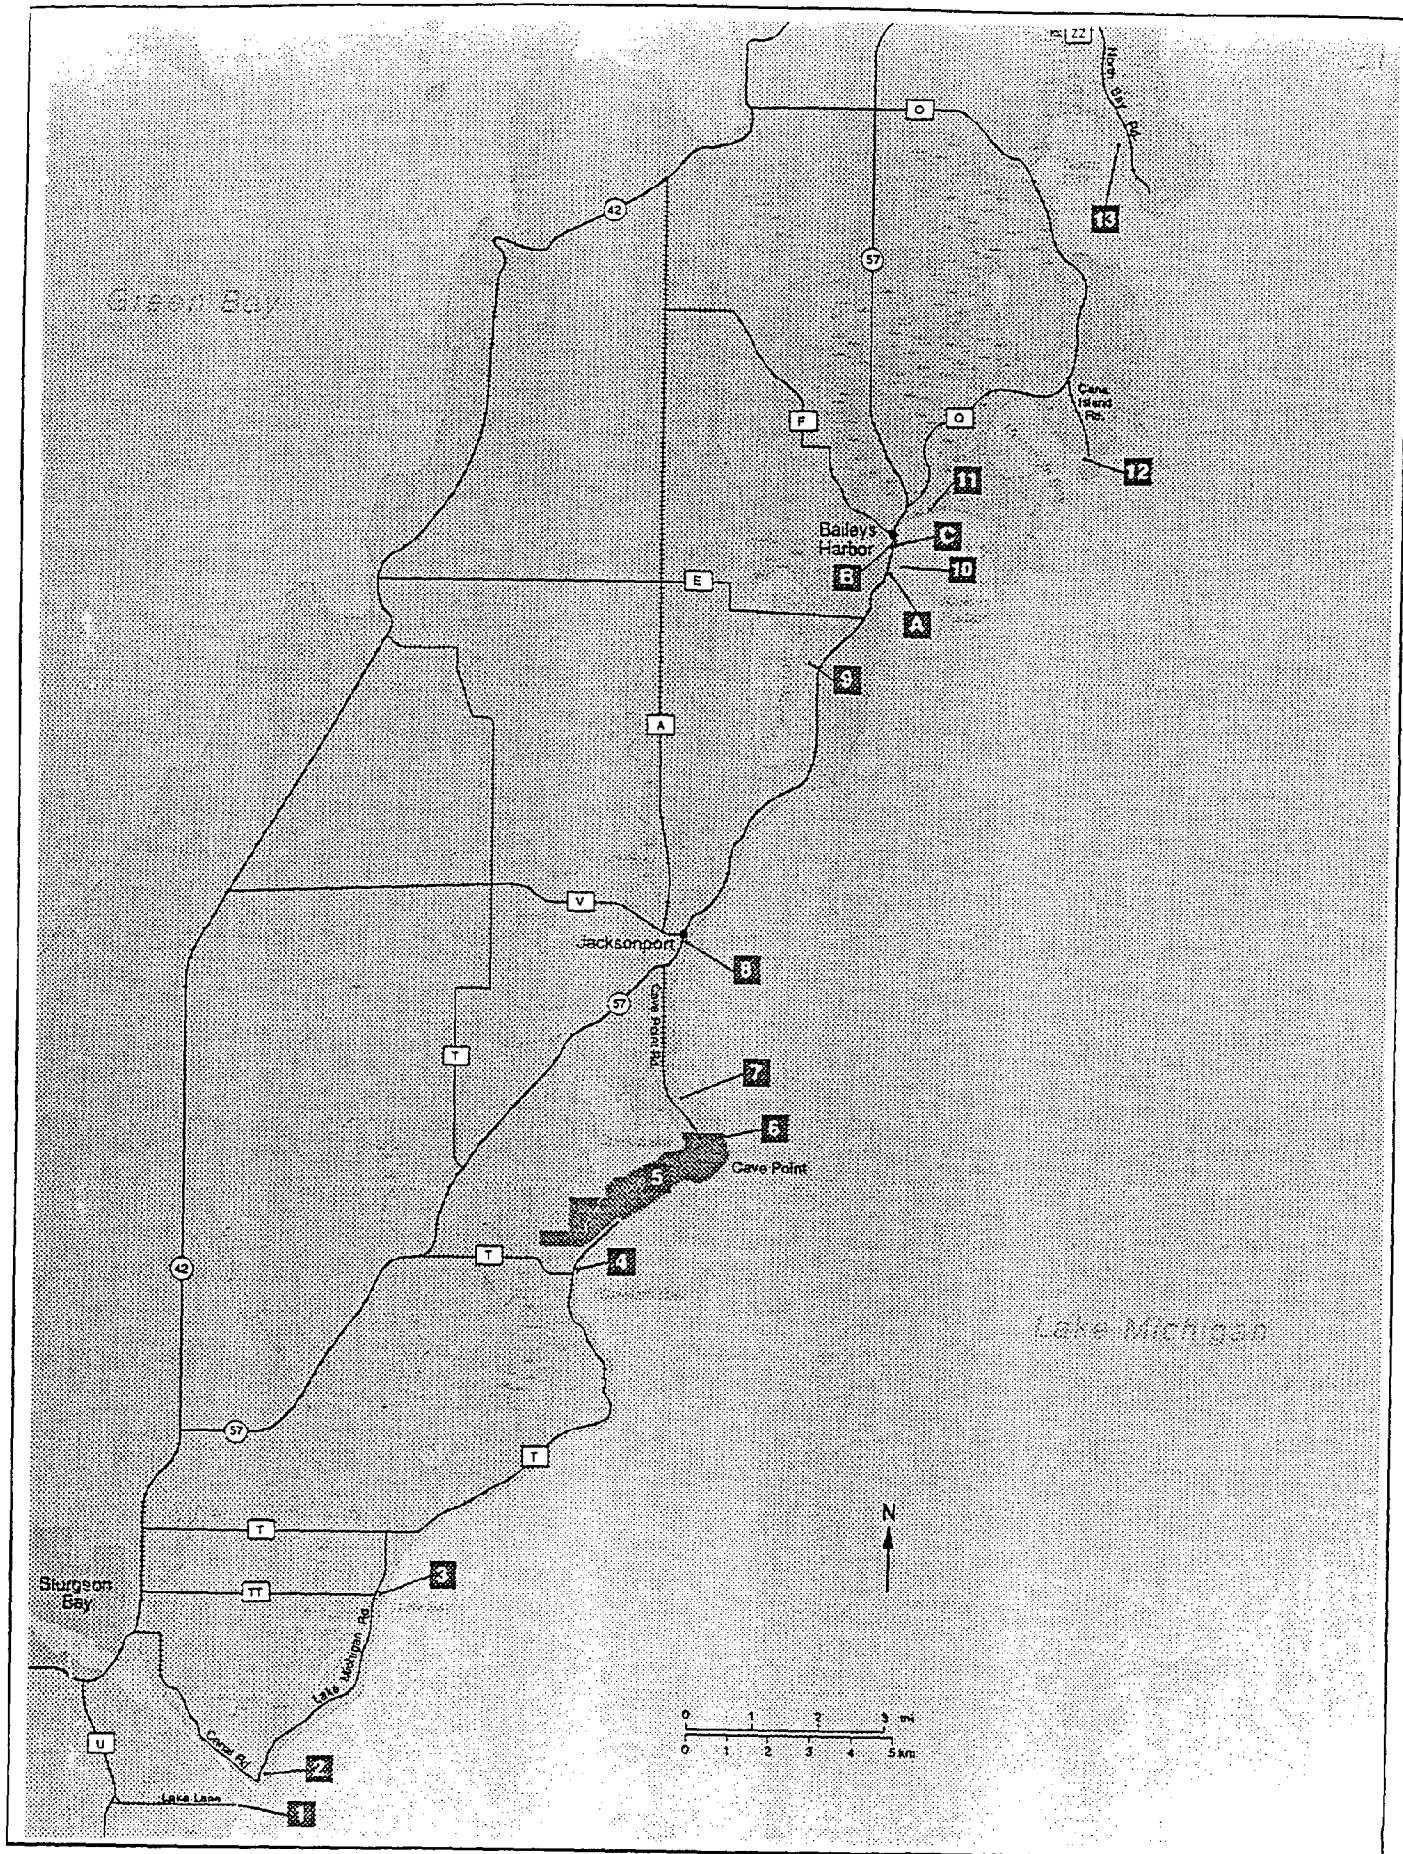 ZZ
North Bay Rd.
O
42
13
57
Green Bay
Cana
Island
Rd.
F
Q
12
11
Baileys
Harbor
C
B
10
E
A
9
A
V
Jacksonport
8
57
Cave Point Rd.
T
7
6
Cave Point
5
T
4
42
Lake Michigan
57
T
N
T
3
Sturgeon
Bay
TT
Lake Michigan Rd.
0 1 2 3 mi
0 1 2 3 4 5 km
U
Canal Rd.
2
Lake Lane
1